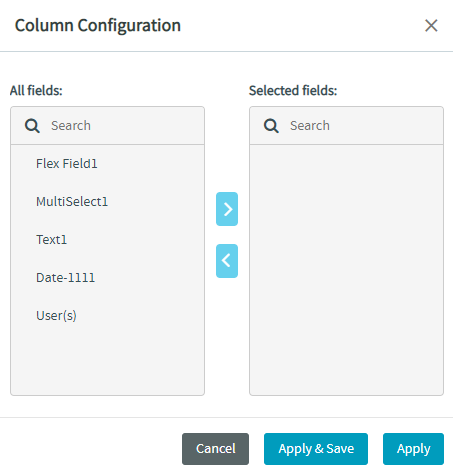 Column Configuration
All fields:
Selected fields:
Search
Search
Flex Field1
MultiSelect1
Text1
Date-1111
User(s)
Cancel
Apply & Save
Apply